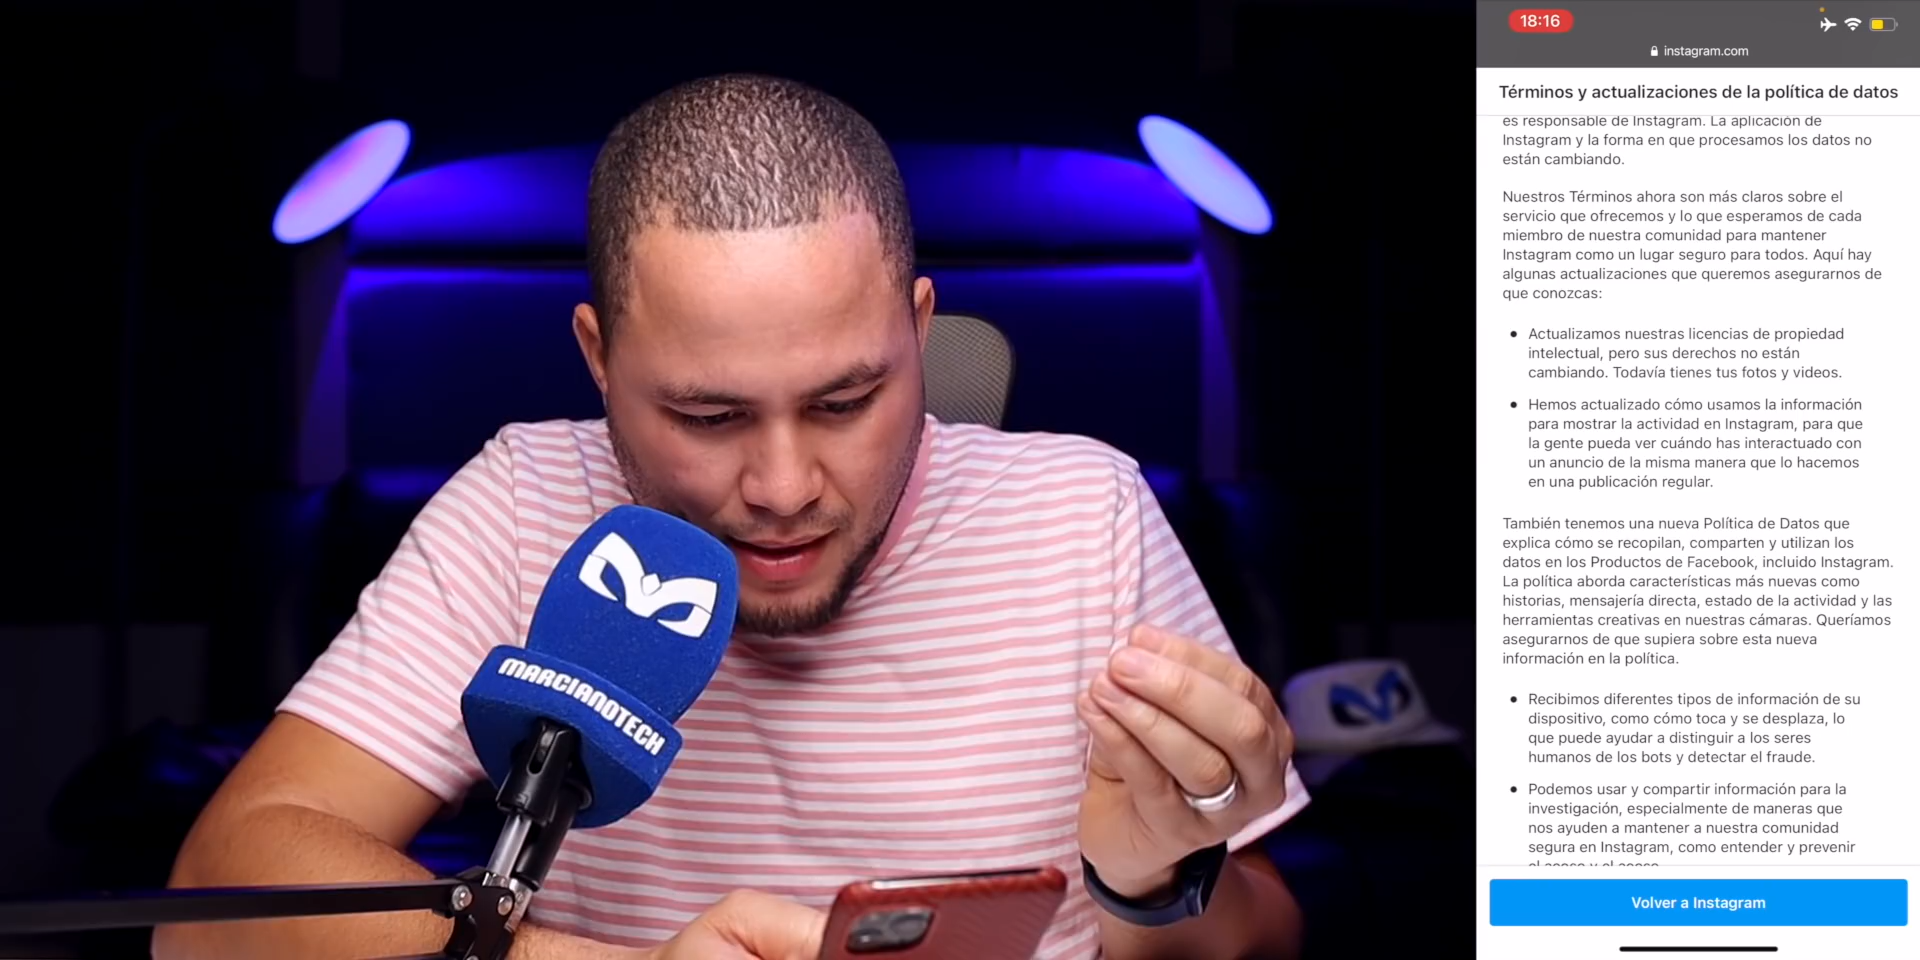 MARCIANOTECH
18:16
instagram.com
Términos y actualizaciones de la política de datos
es responsable de Instagram. La aplicación de
Instagram y la forma en que procesamos los datos no
están cambiando.
Nuestros Términos ahora son más claros sobre el
servicio que ofrecemos y lo que esperamos de cada
miembro de nuestra comunidad para mantener
Instagram como un lugar seguro para todos. Aquí hay
algunas actualizaciones que queremos asegurarnos de
que conozcas:
• Actualizamos nuestras licencias de propiedad
intelectual, pero sus derechos no están
cambiando. Todavía tienes tus fotos y videos.
• Hemos actualizado cómo usamos la información
para mostrar la actividad en Instagram, para que
la gente pueda ver cuándo has interactuado con
un anuncio de la misma manera que lo hacemos
en una publicación regular.
También tenemos una nueva Política de Datos que
explica cómo se recopilan, comparten y utilizan los
datos en los Productos de Facebook, incluido Instagram.
La política aborda características más nuevas como
historias, mensajería directa, estado de la actividad y las
herramientas creativas en nuestras cámaras. Queríamos
asegurarnos de que supiera sobre esta nueva
información en la política.
• Recibimos diferentes tipos de información de su
dispositivo, como cómo toca y se desplaza, lo
que puede ayudar a distinguir a los seres
humanos de los bots y detectar el fraude.
• Podemos usar y compartir información para la
investigación, especialmente de maneras que
nos ayuden a mantener a nuestra comunidad
segura en Instagram, como entender y prevenir
Volver a Instagram